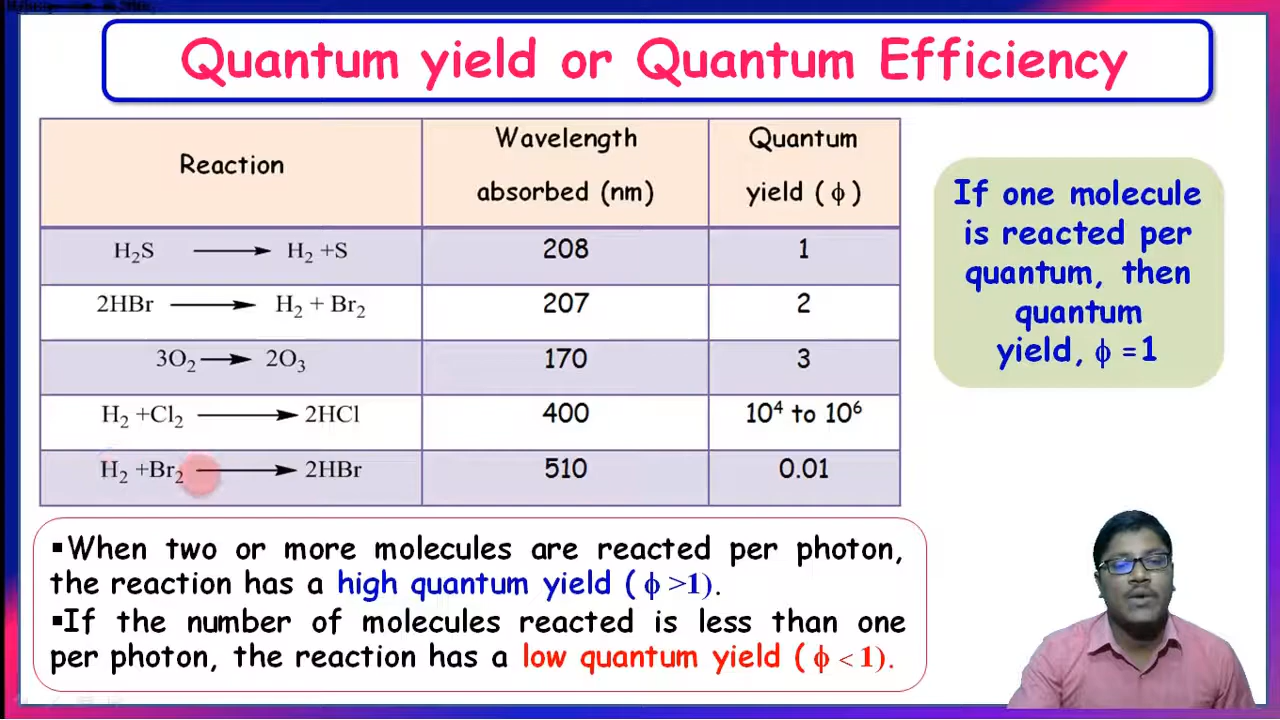 Quantum yield or Quantum Efficiency
Reaction
Wavelength
absorbed (nm)
Quantum
yield ( ϕ )
H₂S ⟶ H₂ +S
208
1
2HBr ⟶ H₂ + Br₂
207
2
3O₂ ⟶ 2O₃
170
3
H₂ +Cl₂ ⟶ 2HCl
400
10⁴ to 10⁶
H₂ +Br₂ ⟶ 2HBr
510
0.01
If one molecule
is reacted per
quantum, then
quantum
yield, ϕ =1
▪When two or more molecules are reacted per photon,
the reaction has a high quantum yield ( ϕ >1).
▪If the number of molecules reacted is less than one
per photon, the reaction has a low quantum yield ( ϕ < 1).